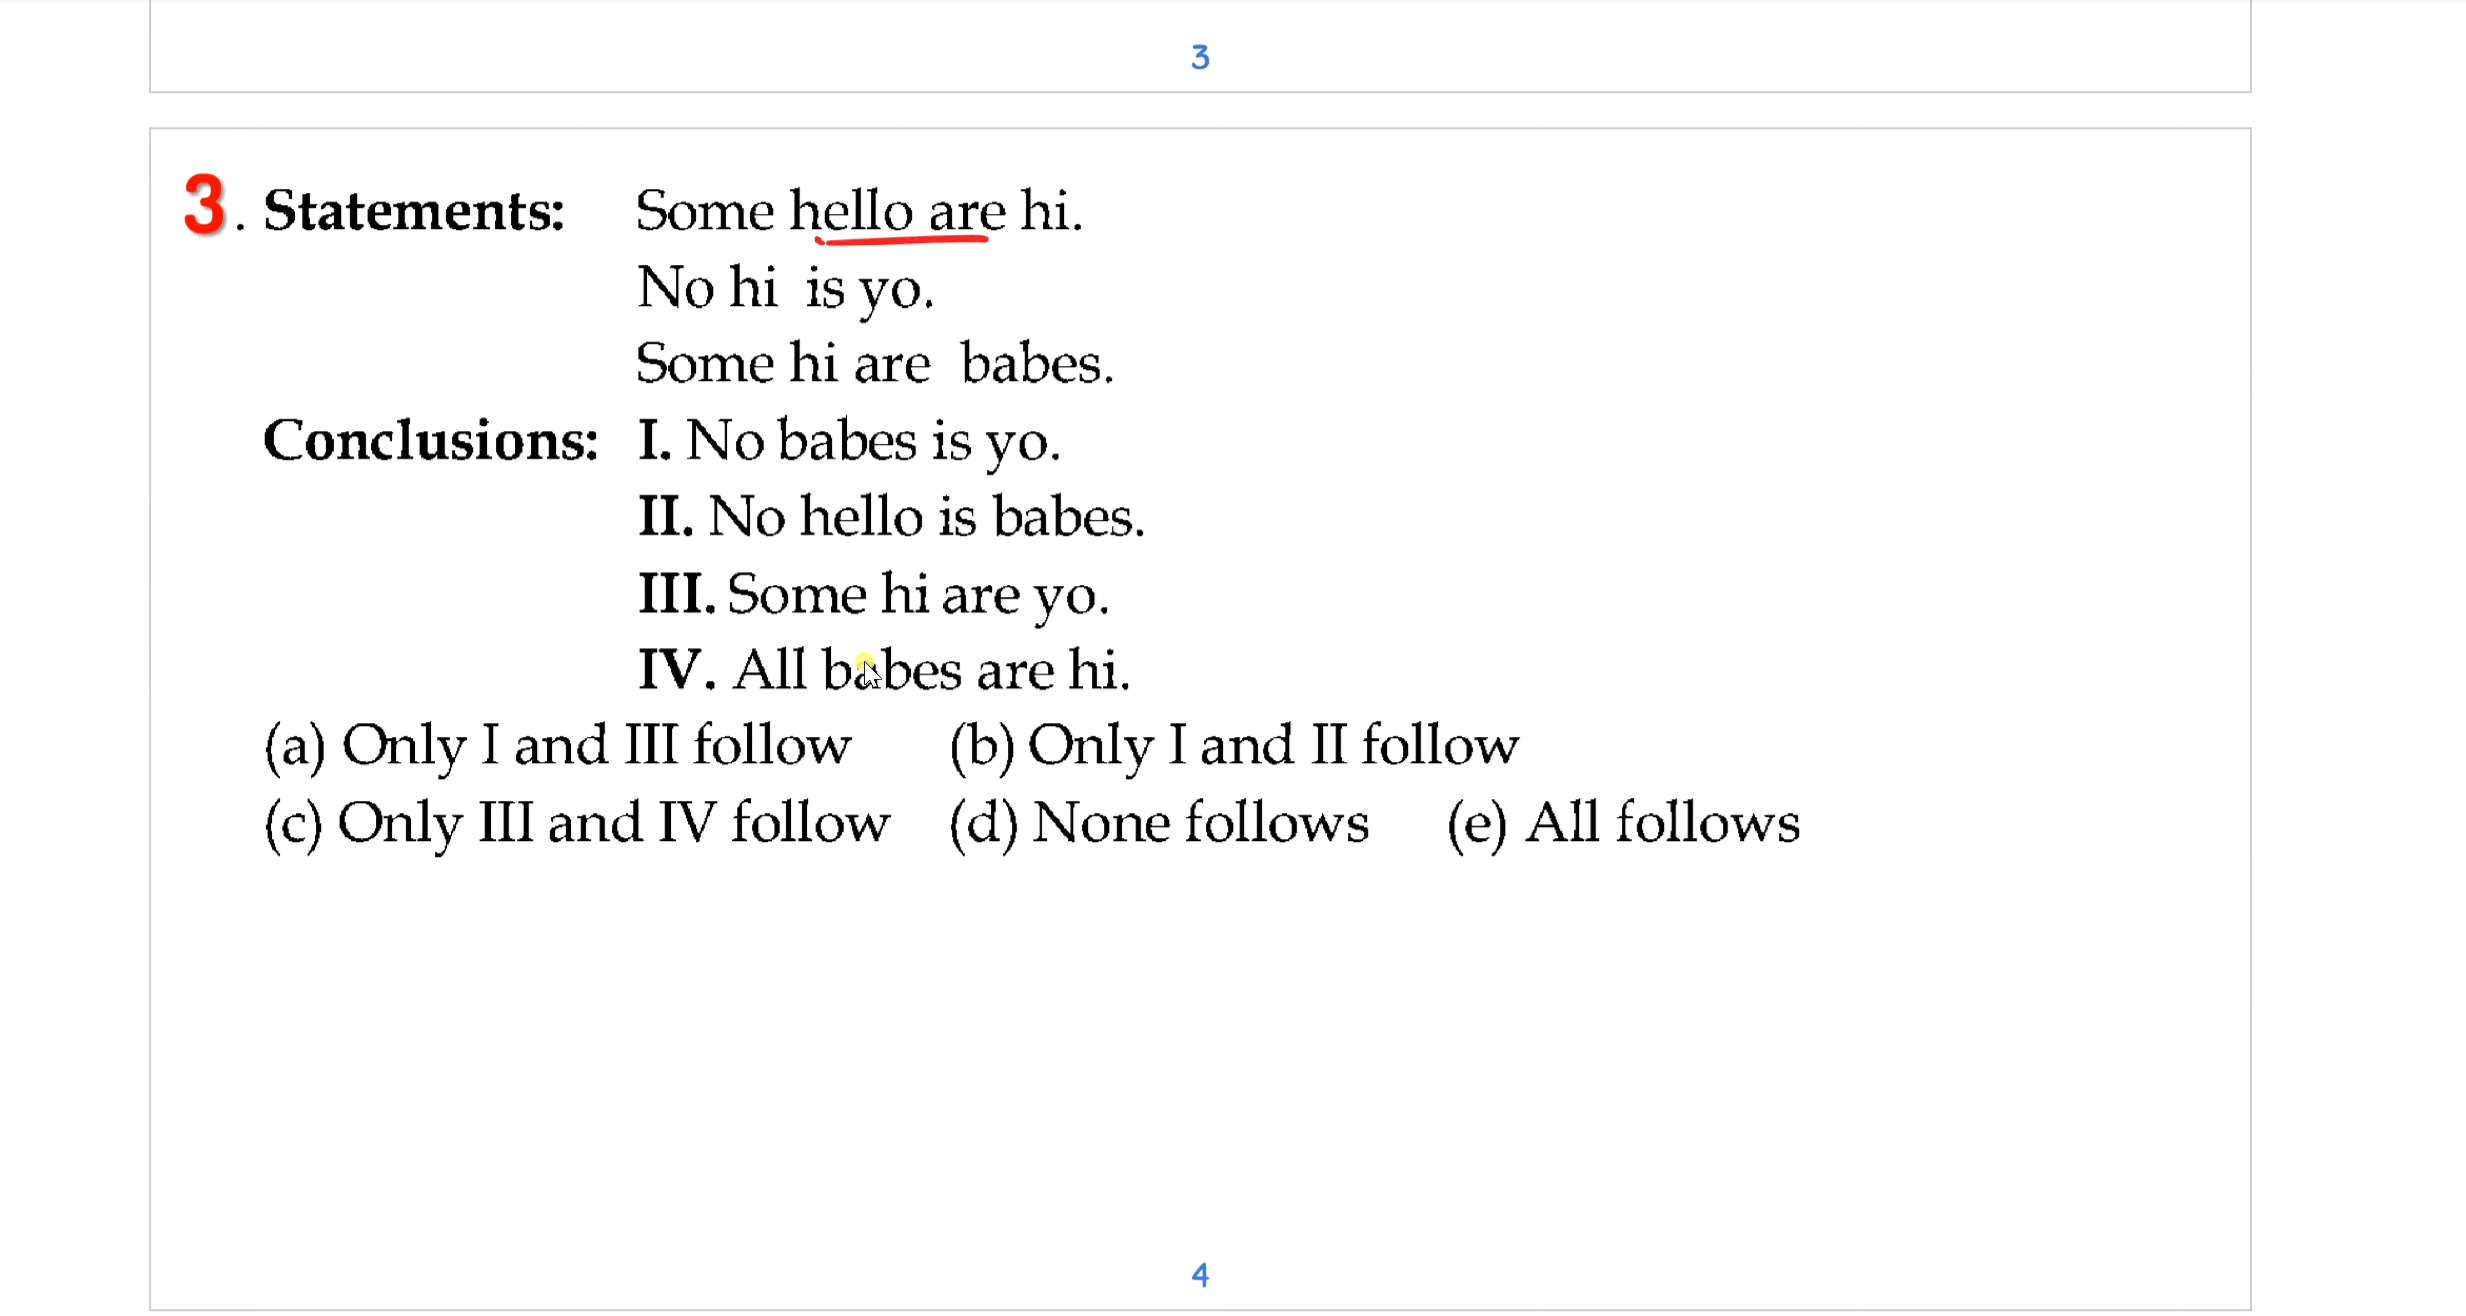 3
3. Statements: Some hello are hi.
No hi is yo.
Some hi are babes.
Conclusions: I. No babes is yo.
II. No hello is babes.
III. Some hi are yo.
IV. All babes are hi.
(a) Only I and III follow (b) Only I and II follow
(c) Only III and IV follow (d) None follows (e) All follows
4